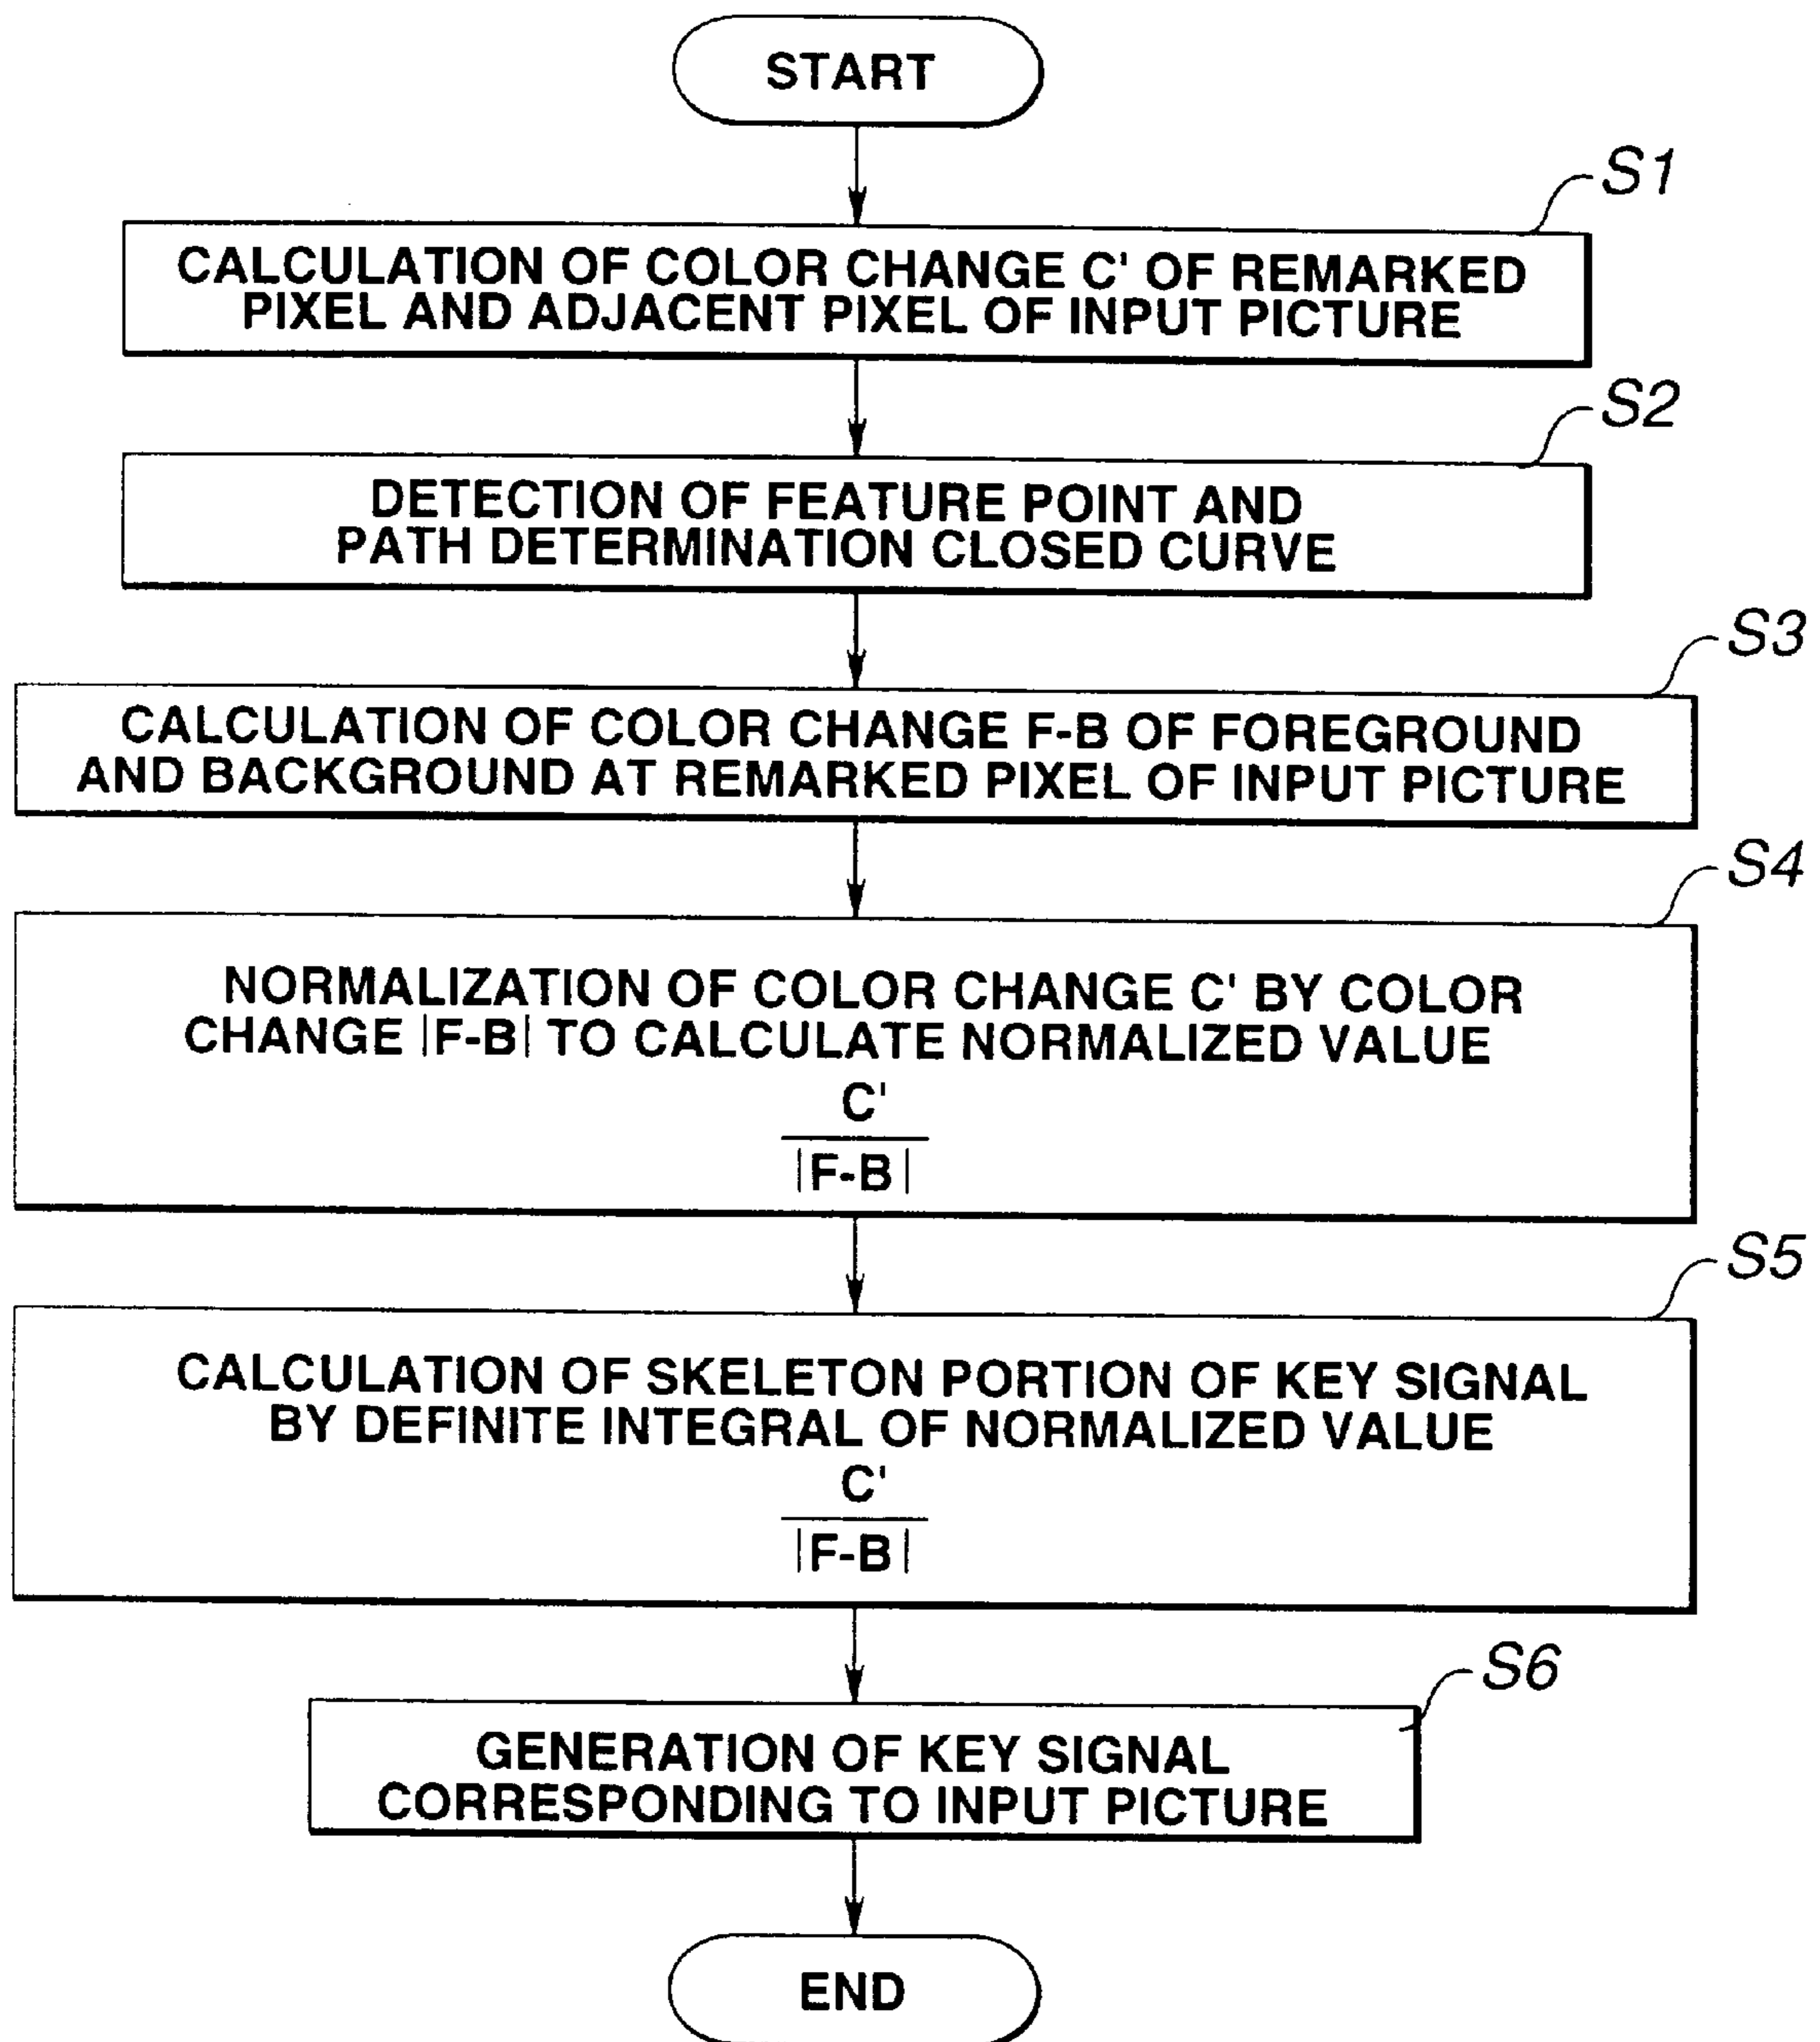 START
S1
CALCULATION OF COLOR CHANGE C' OF REMARKED
PIXEL AND ADJACENT PIXEL OF INPUT PICTURE
S2
DETECTION OF FEATURE POINT AND
PATH DETERMINATION CLOSED CURVE
S3
CALCULATION OF COLOR CHANGE F-B OF FOREGROUND
AND BACKGROUND AT REMARKED PIXEL OF INPUT PICTURE
S4
NORMALIZATION OF COLOR CHANGE C' BY COLOR
CHANGE |F-B| TO CALCULATE NORMALIZED VALUE
C'
|F-B|
S5
CALCULATION OF SKELETON PORTION OF KEY SIGNAL
BY DEFINITE INTEGRAL OF NORMALIZED VALUE
C'
|F-B|
S6
GENERATION OF KEY SIGNAL
CORRESPONDING TO INPUT PICTURE
END